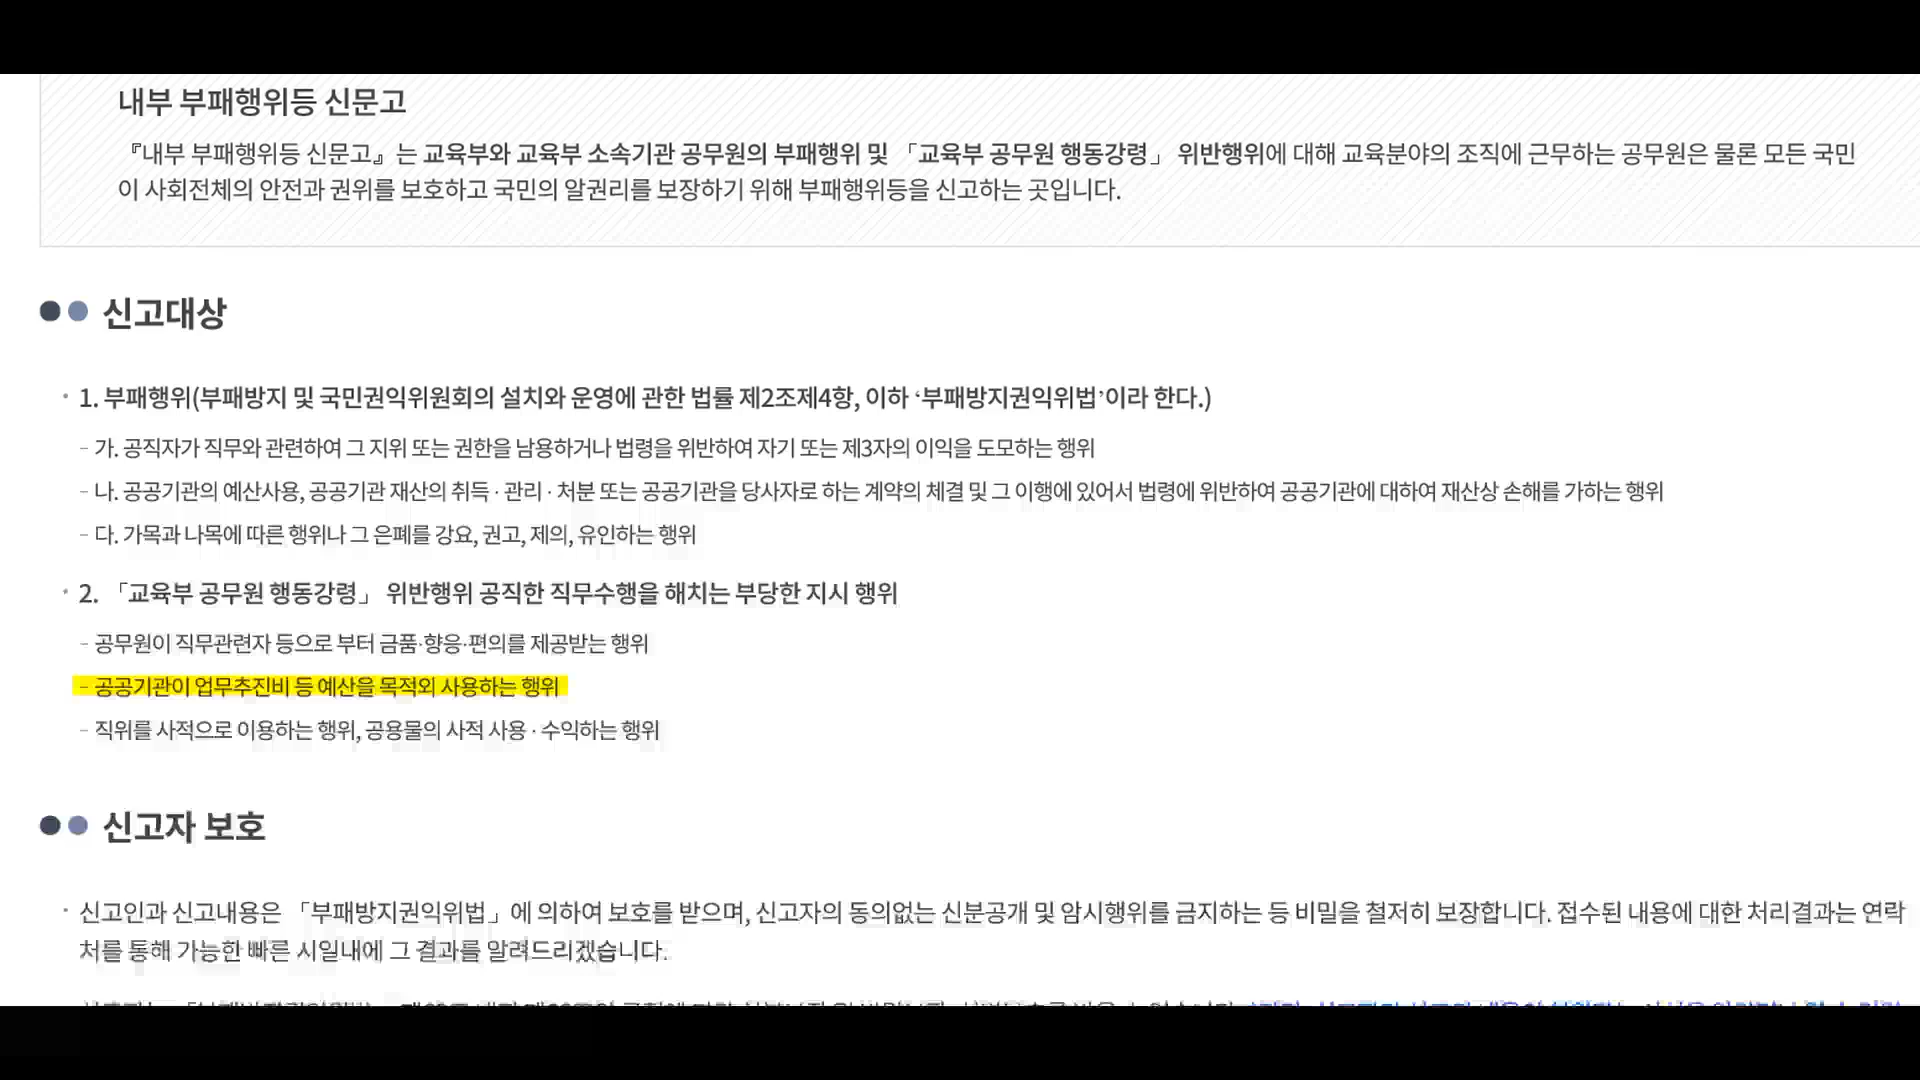 내부 부패행위등 신문고
『내부 부패행위등 신문고』는 교육부와 교육부 소속기관 공무원의 부패행위 및 「교육부 공무원 행동강령」 위반행위에 대해 교육분야의 조직에 근무하는 공무원은 물론 모든 국민
이 사회전체의 안전과 권위를 보호하고 국민의 알권리를 보장하기 위해 부패행위등을 신고하는 곳입니다.
신고대상
· 1. 부패행위(부패방지 및 국민권익위원회의 설치와 운영에 관한 법률 제2조제4항, 이하 ‘부패방지권익위법’이라 한다.)
- 가. 공직자가 직무와 관련하여 그 지위 또는 권한을 남용하거나 법령을 위반하여 자기 또는 제3자의 이익을 도모하는 행위
- 나. 공공기관의 예산사용, 공공기관 재산의 취득 · 관리 · 처분 또는 공공기관을 당사자로 하는 계약의 체결 및 그 이행에 있어서 법령에 위반하여 공공기관에 대하여 재산상 손해를 가하는 행위
- 다. 가목과 나목에 따른 행위나 그 은폐를 강요, 권고, 제의, 유인하는 행위
· 2. 「교육부 공무원 행동강령」 위반행위 공직한 직무수행을 해치는 부당한 지시 행위
- 공무원이 직무관련자 등으로 부터 금품·향응·편의를 제공받는 행위
- 공공기관이 업무추진비 등 예산을 목적외 사용하는 행위
- 직위를 사적으로 이용하는 행위, 공용물의 사적 사용 · 수익하는 행위
신고자 보호
· 신고인과 신고내용은 「부패방지권익위법」에 의하여 보호를 받으며, 신고자의 동의없는 신분공개 및 암시행위를 금지하는 등 비밀을 철저히 보장합니다. 접수된 내용에 대한 처리결과는 연락
처를 통해 가능한 빠른 시일내에 그 결과를 알려드리겠습니다.